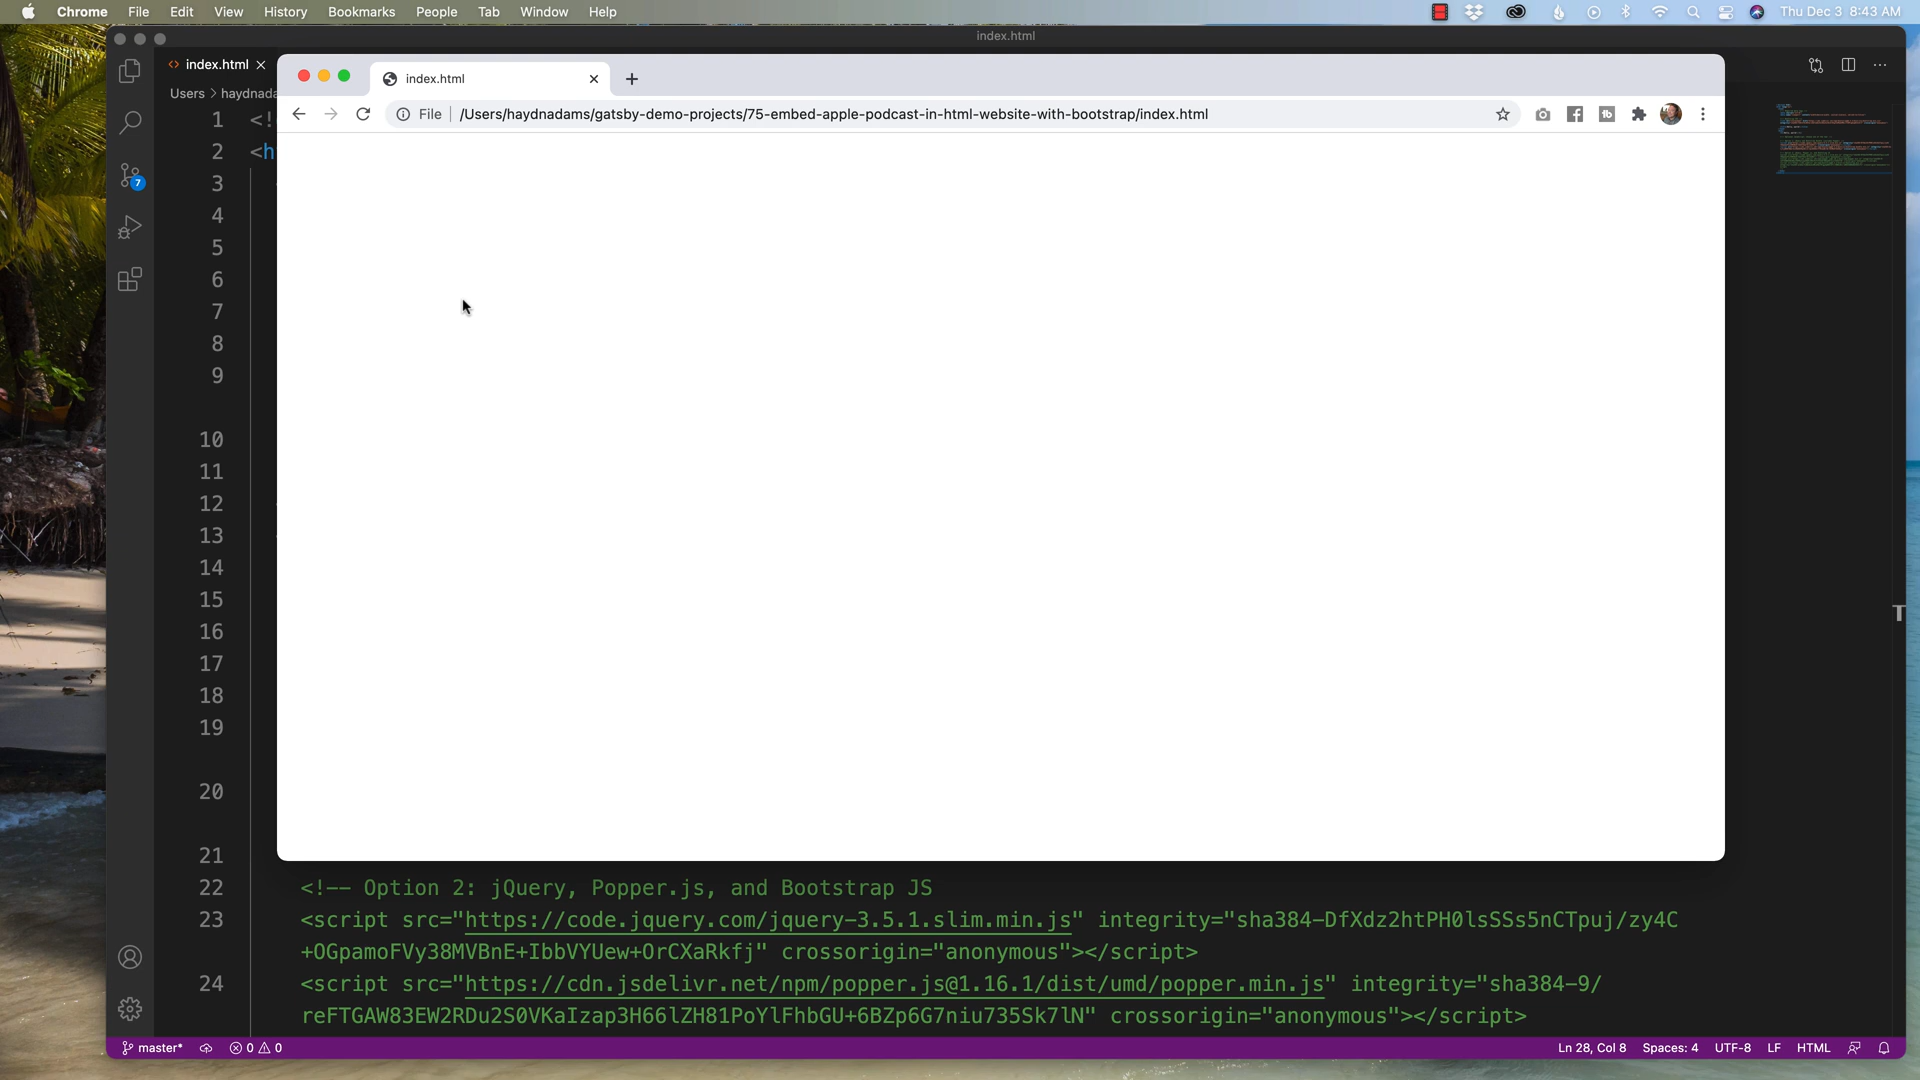 Chrome File Edit View History Bookmarks People Tab Window Help Thu Dec 3 8:43 AM
index.html
index.html
index.html
Users > haydnada
File /Users/haydnadams/gatsby-demo-projects/75-embed-apple-podcast-in-html-website-with-bootstrap/index.html
1 <!
2 <h
3
4
7
5
6
7
8
9
10
11
12
13
14
15
16
T
17
18
19
20
21
22 <!-- Option 2: jQuery, Popper.js, and Bootstrap JS
23 <script src="https://code.jquery.com/jquery-3.5.1.slim.min.js" integrity="sha384-DfXdz2htPH0lsSSs5nCTpuj/zy4C
+OGpamoFVy38MVBnE+IbbVYUew+OrCXaRkfj" crossorigin="anonymous"></script>
24 <script src="https://cdn.jsdelivr.net/npm/popper.js@1.16.1/dist/umd/popper.min.js" integrity="sha384-9/
reFTGAW83EW2RDu2S0VKaIzap3H66lZH81PoYlFhbGU+6BZp6G7niu735Sk7lN" crossorigin="anonymous"></script>
master* 0 0 Ln 28, Col 8 Spaces: 4 UTF-8 LF HTML